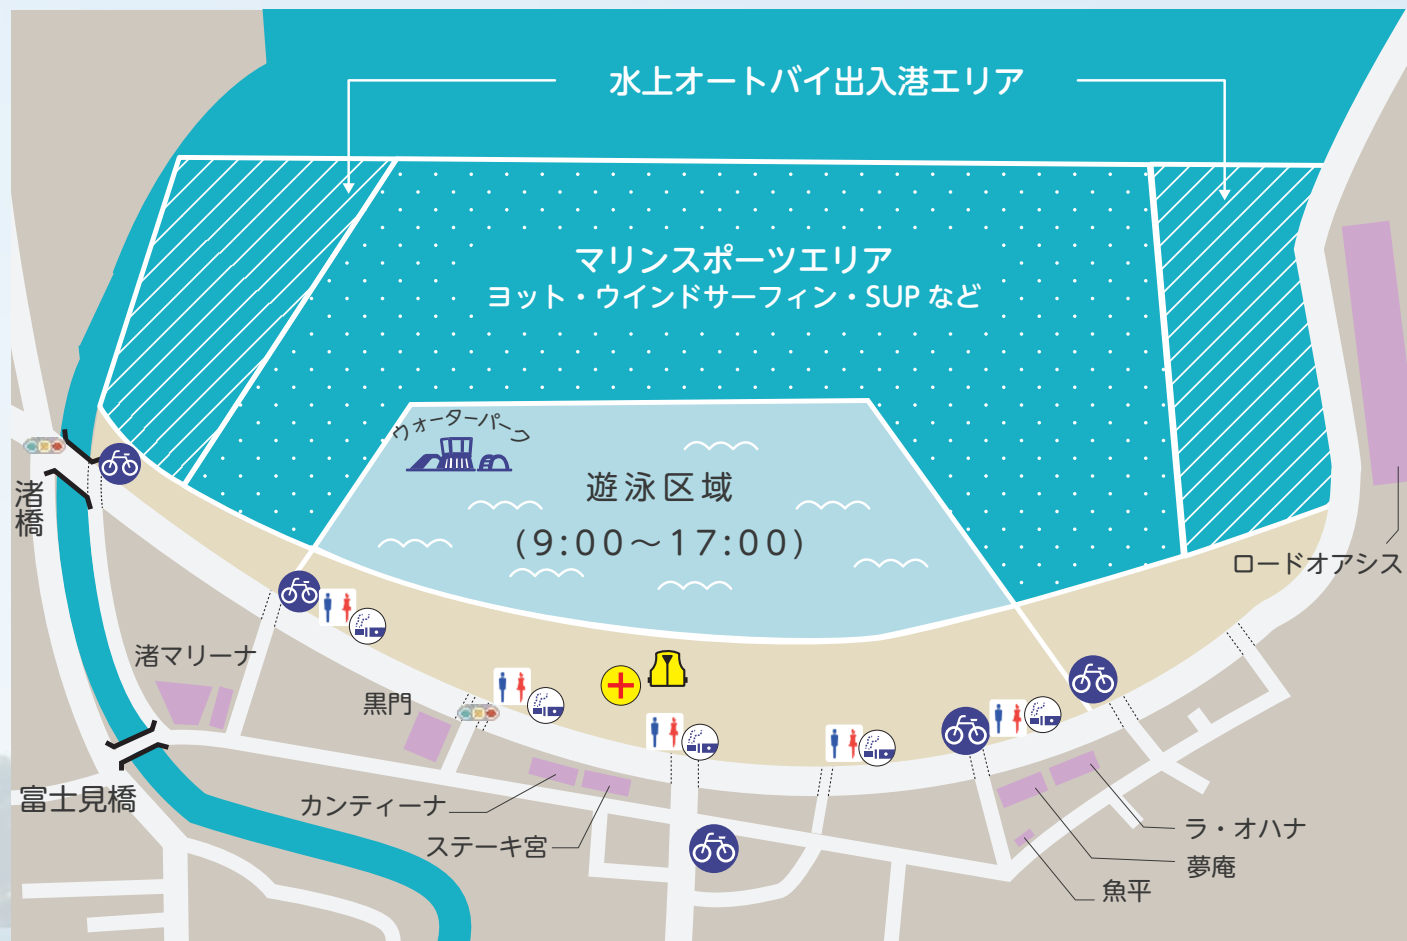 水上オートバイ出入港エリア
マリンスポーツエリア
ヨット・ウインドサーフィン・SUP など
ウォーターパーク
遊泳区域
(9:00〜17:00)
渚橋
ロードオアシス
渚マリーナ
黒門
富士見橋
カンティーナ
ステーキ宮
ラ・オハナ
夢庵
魚平